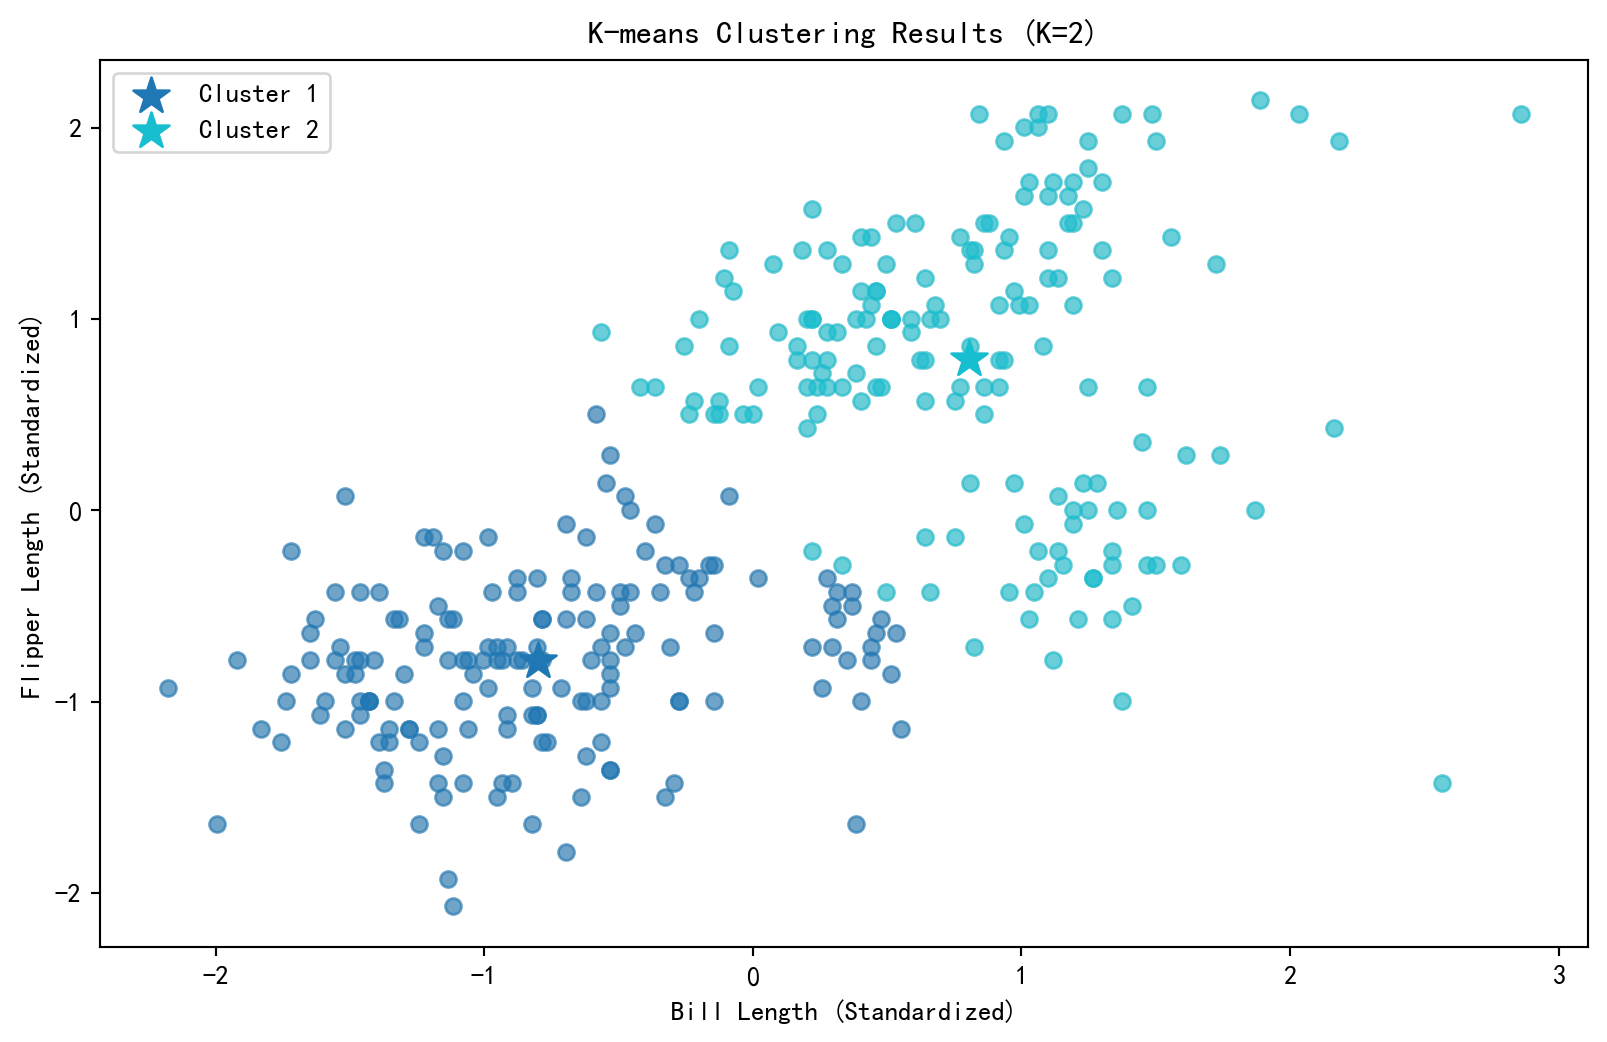 K-means Clustering Results (K=2)
Cluster 1
Cluster 2
2
1
0
−1
−2
Flipper Length (Standardized)
−2
−1
0
1
2
3
Bill Length (Standardized)